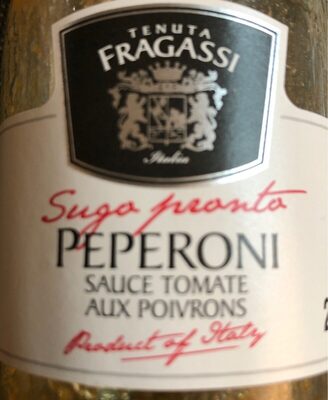 TENUTA
FRAGASSI
Italia
Sugo pronto
PEPERONI
SAUCE TOMATE
AUX POIVRONS
Product of Italy